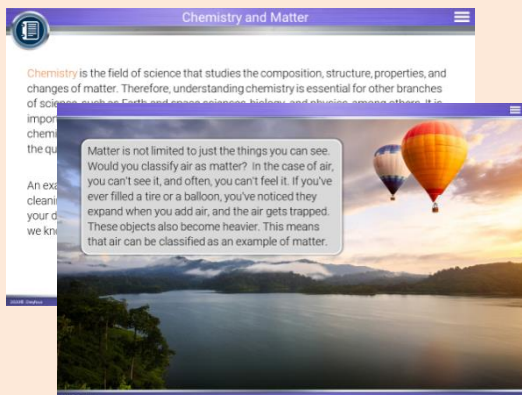 Chemistry and Matter
Chemistry is the field of science that studies the composition, structure, properties, and
changes of matter. Therefore, understanding chemistry is essential for other branches
of science, such as Earth and space sciences, biology, and physics, among others. It is
impor
chemi
the qu
An exa
cleani
your d
we kno
Matter is not limited to just the things you can see.
Would you classify air as matter? In the case of air,
you can't see it, and often, you can't feel it. If you've
ever filled a tire or a balloon, you've noticed they
expand when you add air, and the air gets trapped.
These objects also become heavier. This means
that air can be classified as an example of matter.